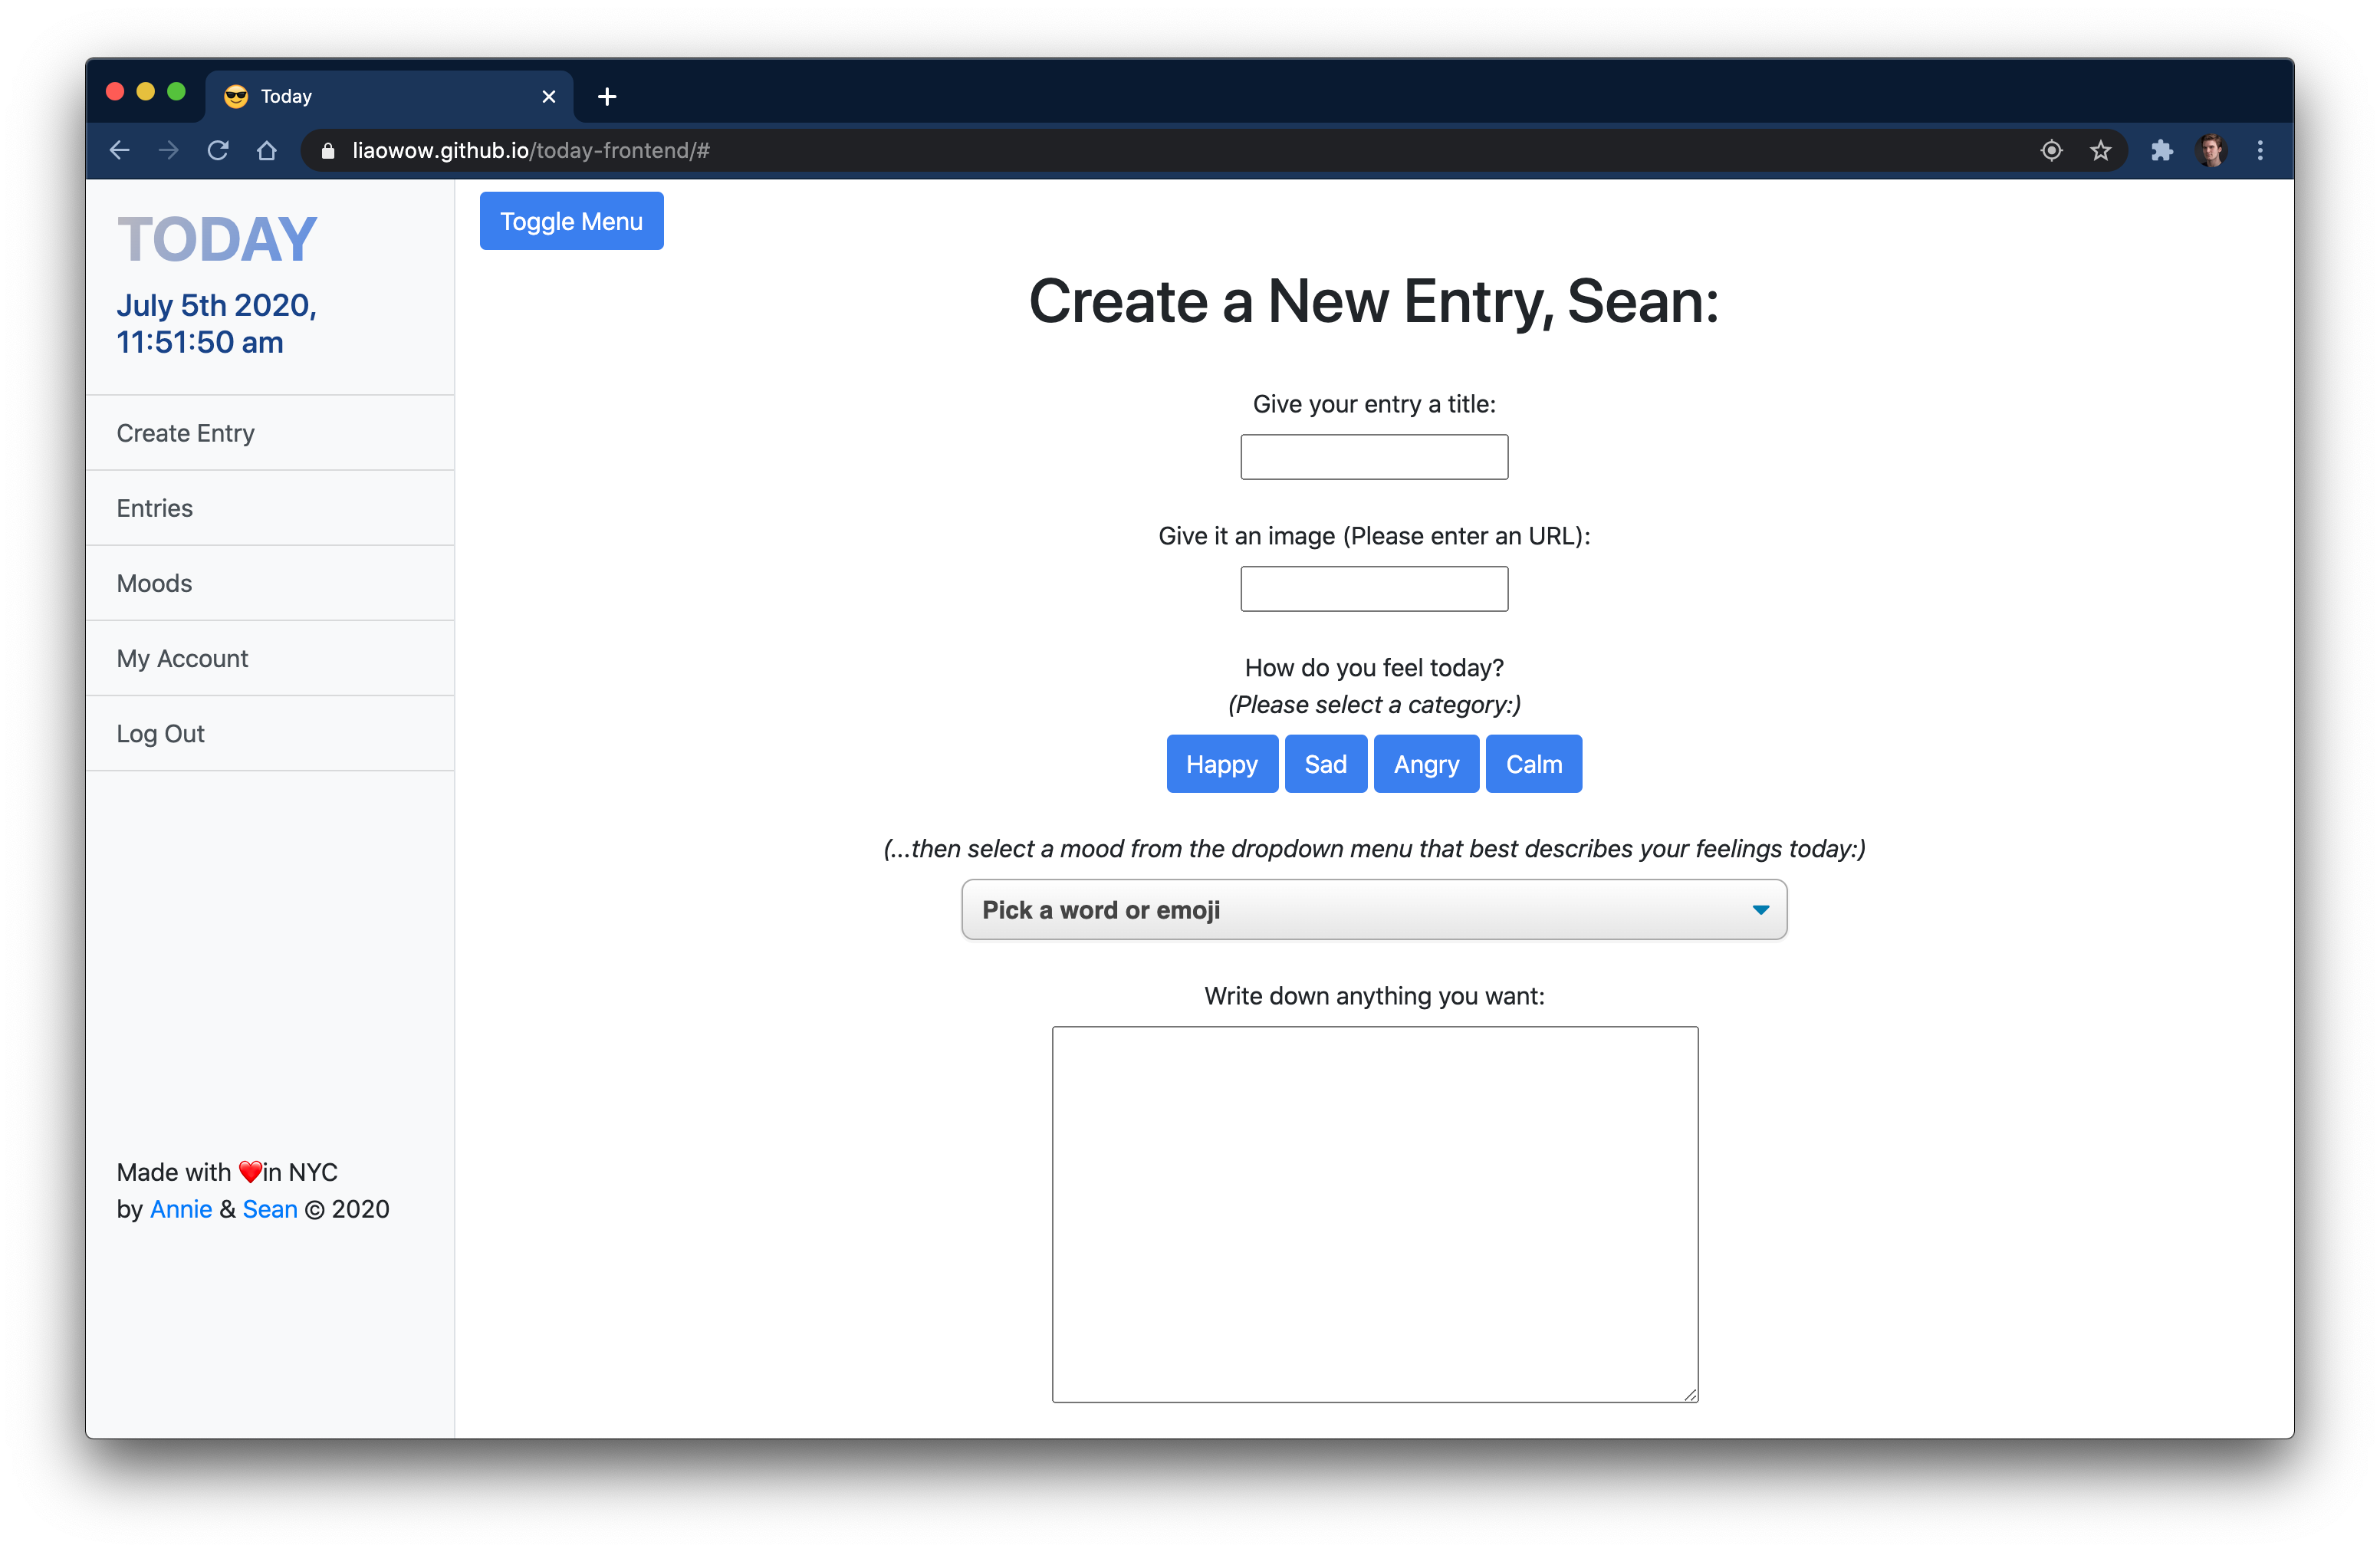 Today
liaowow.github.io/today-frontend/#
TODAY
July 5th 2020,
11:51:50 am
Create Entry
Entries
Moods
My Account
Log Out
Made with ❤️in NYC
by Annie & Sean © 2020
Toggle Menu
Create a New Entry, Sean:
Give your entry a title:
Give it an image (Please enter an URL):
How do you feel today?
(Please select a category:)
Happy Sad Angry Calm
(...then select a mood from the dropdown menu that best describes your feelings today:)
Pick a word or emoji
Write down anything you want: